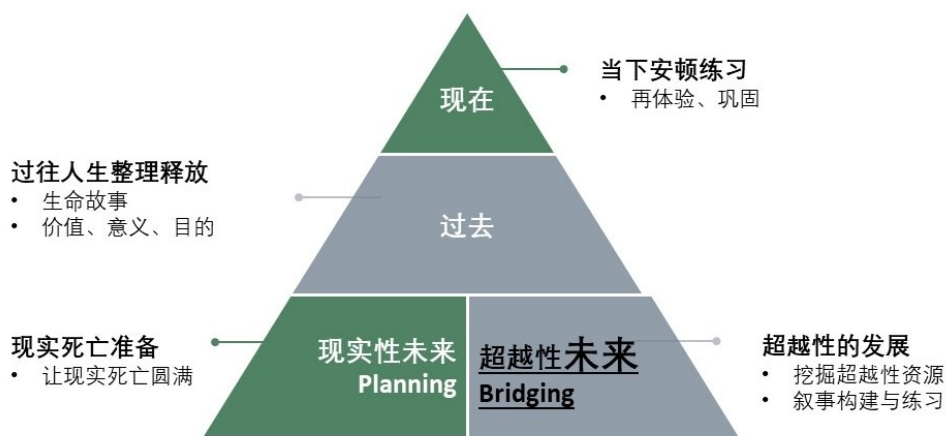 现在
当下安顿练习
• 再体验、巩固
过往人生整理释放
• 生命故事
• 价值、意义、目的
过去
现实死亡准备
• 让现实死亡圆满
现实性未来
Planning
超越性未来
Bridging
超越性的发展
• 挖掘超越性资源
• 叙事构建与练习